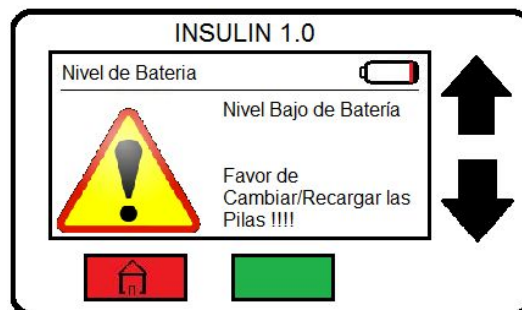 INSULIN 1.0
Nivel de Bateria
Nivel Bajo de Batería
Favor de
Cambiar/Recargar las
Pilas !!!!